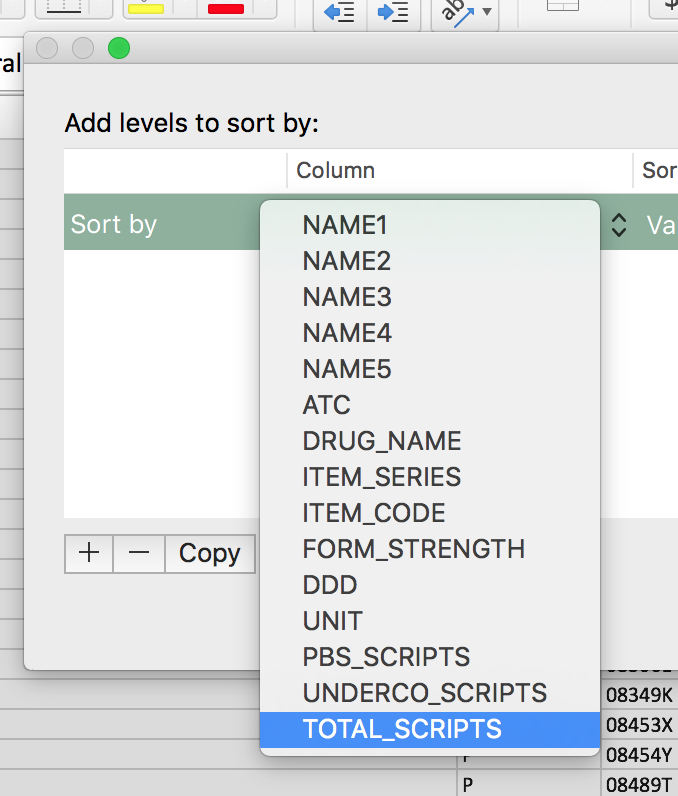 ab
$
ral
Add levels to sort by:
Column
Sor
Sort by
Va
NAME1
NAME2
NAME3
NAME4
NAME5
ATC
DRUG_NAME
ITEM_SERIES
ITEM_CODE
FORM_STRENGTH
DDD
UNIT
PBS_SCRIPTS
UNDERCO_SCRIPTS
TOTAL_SCRIPTS
+ − Copy
08349K
08453X
08454Y
P 08489T